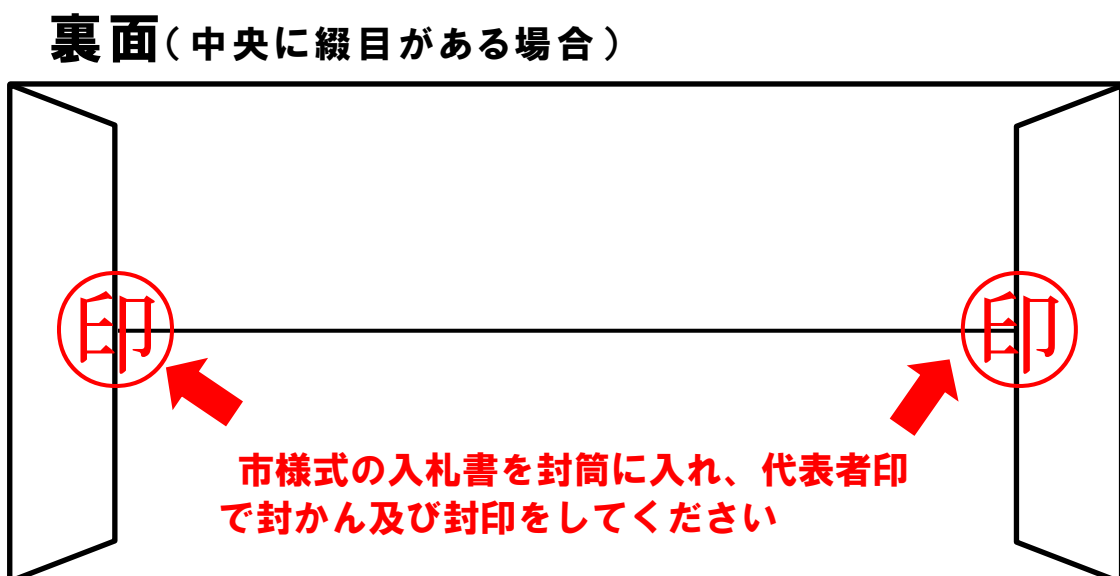 裏面(中央に綴目がある場合)
印
印
市様式の入札書を封筒に入れ、代表者印
で封かん及び封印をしてください